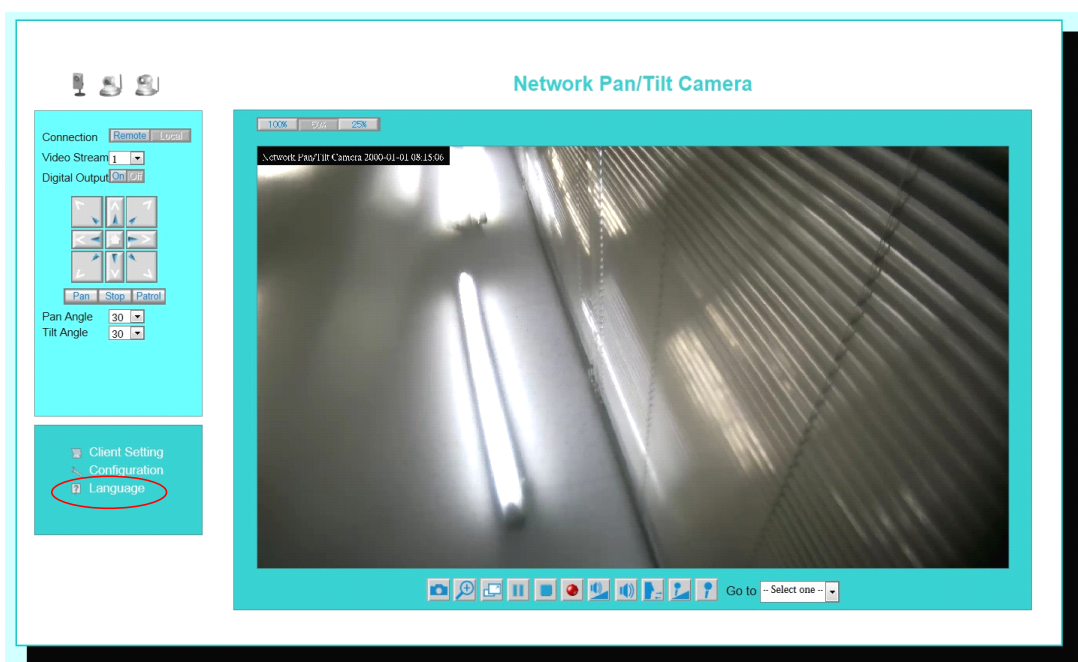 Network Pan/Tilt Camera
Connection Remote Local
Video Stream 1
Digital Output On Off
Pan Stop Patrol
Pan Angle 30
Tilt Angle 30
Client Setting
Configuration
? Language
100% 50% 25%
Network Pan/Tilt Camera 2000-01-01 08:15:06
Go to -- Select one --